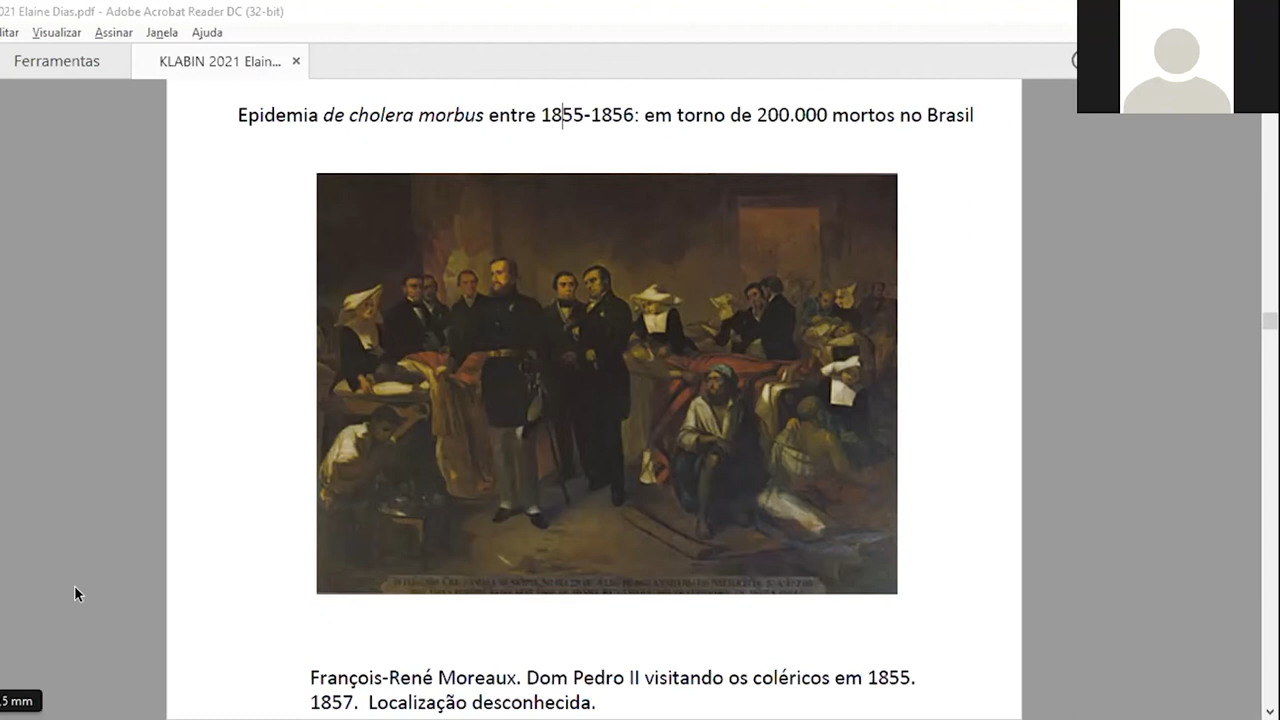 021 Elaine Dias.pdf - Adobe Acrobat Reader DC (32-bit)
itar Visualizar Assinar Janela Ajuda
Ferramentas KLABIN 2021 Elain... ×
Epidemia de cholera morbus entre 1855-1856: em torno de 200.000 mortos no Brasil
François-René Moreaux. Dom Pedro II visitando os coléricos em 1855.
1857. Localização desconhecida.
,5 mm